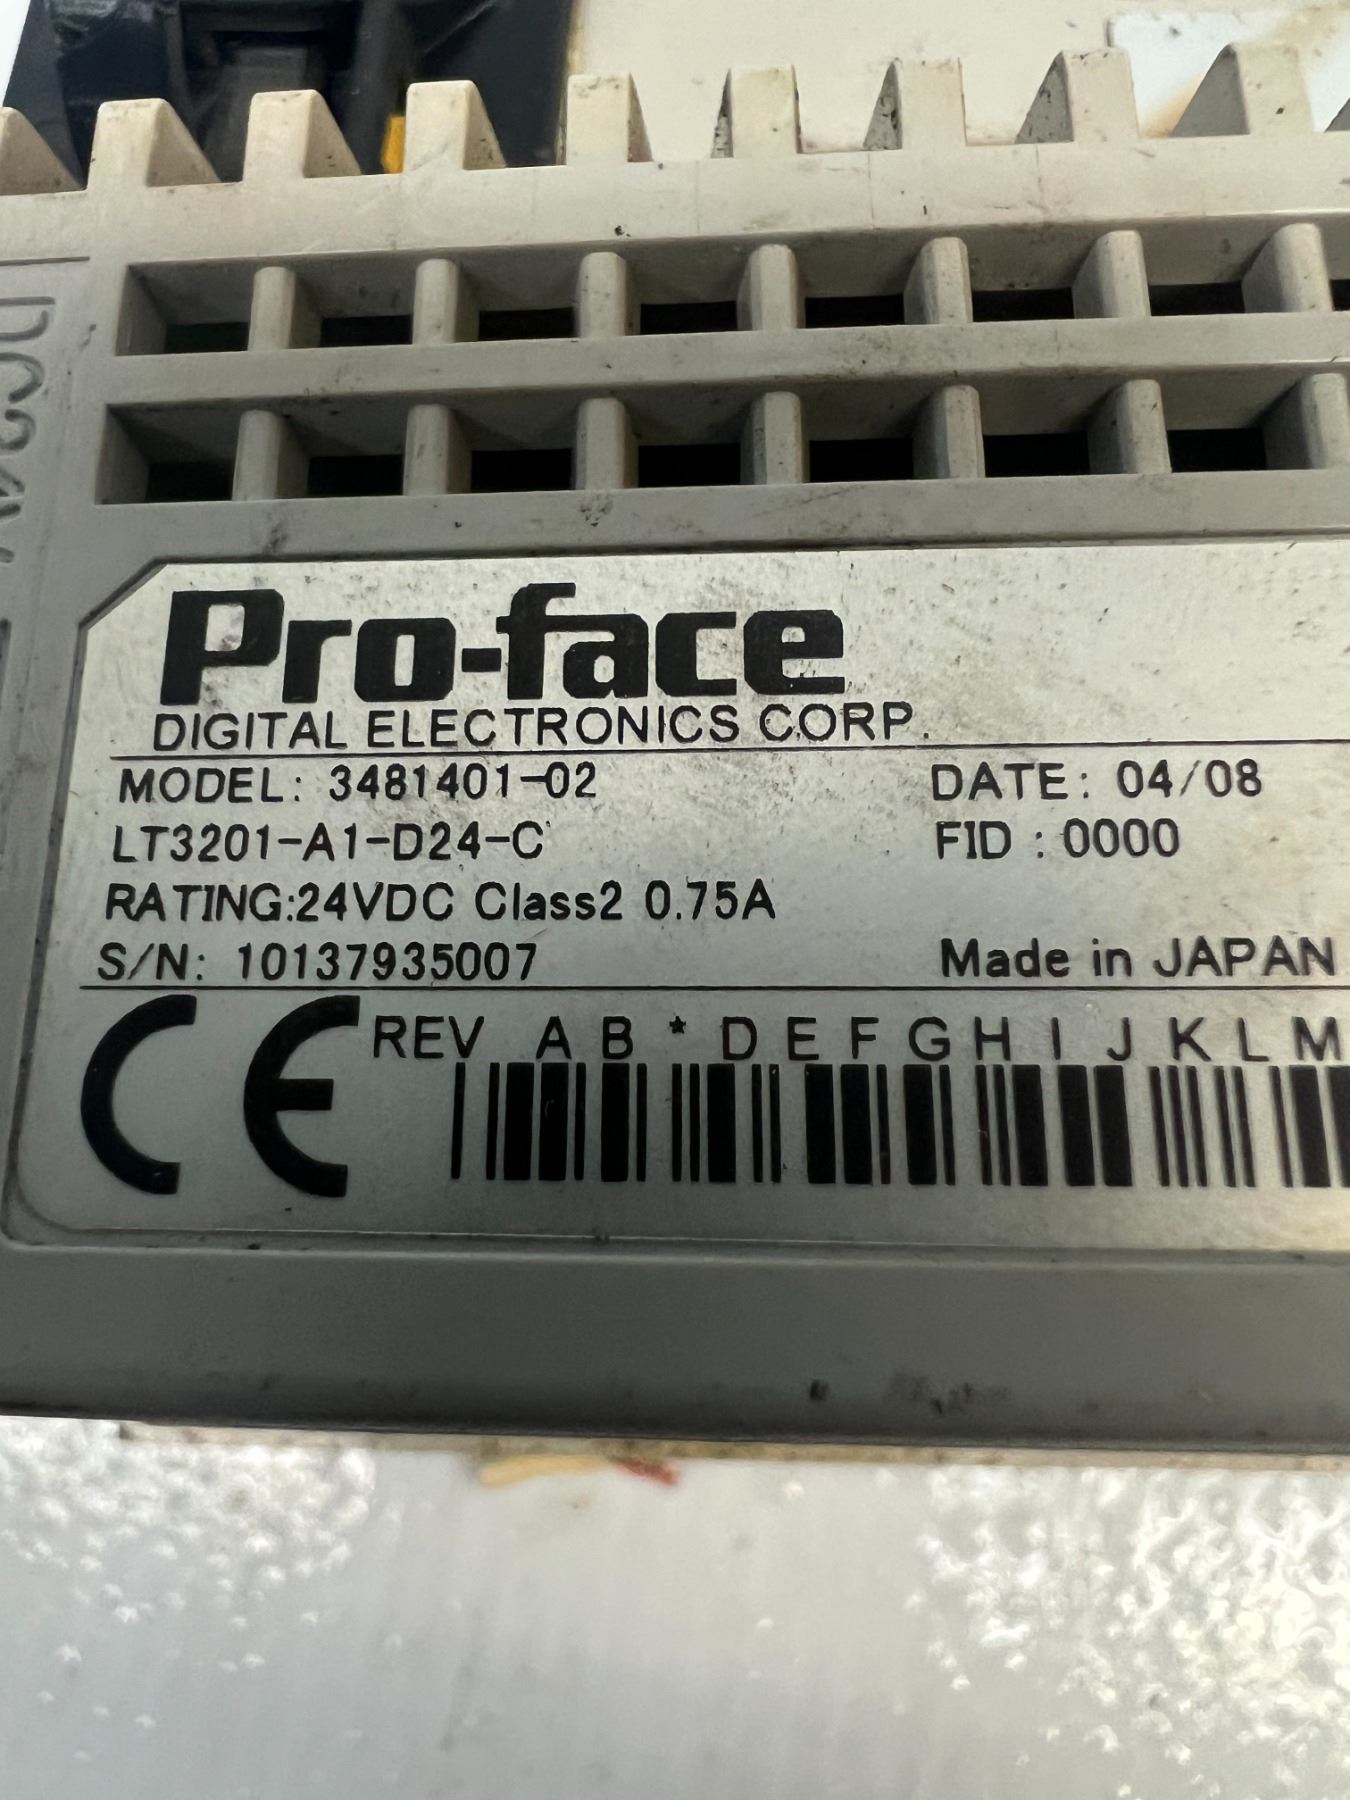 Pro-face
DIGITAL ELECTRONICS CORP.
MODEL: 3481401-02 DATE: 04/08
LT3201-A1-D24-C FID : 0000
RATING:24VDC Class2 0.75A
S/N: 10137935007 Made in JAPAN
CE REV A B * D E F G H I J K L M